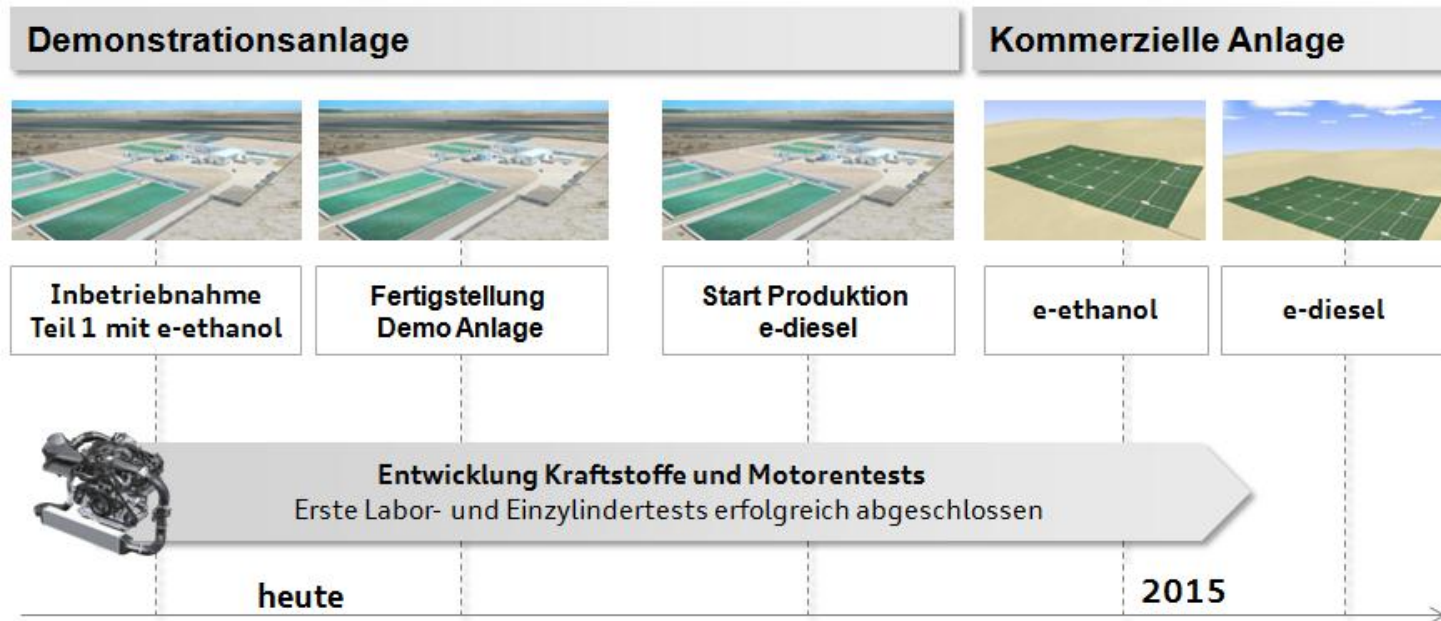 Demonstrationsanlage
Kommerzielle Anlage
Inbetriebnahme
Teil 1 mit e-ethanol
Fertigstellung
Demo Anlage
Start Produktion
e-diesel
e-ethanol
e-diesel
Entwicklung Kraftstoffe und Motorentests
Erste Labor- und Einzylindertests erfolgreich abgeschlossen
heute
2015